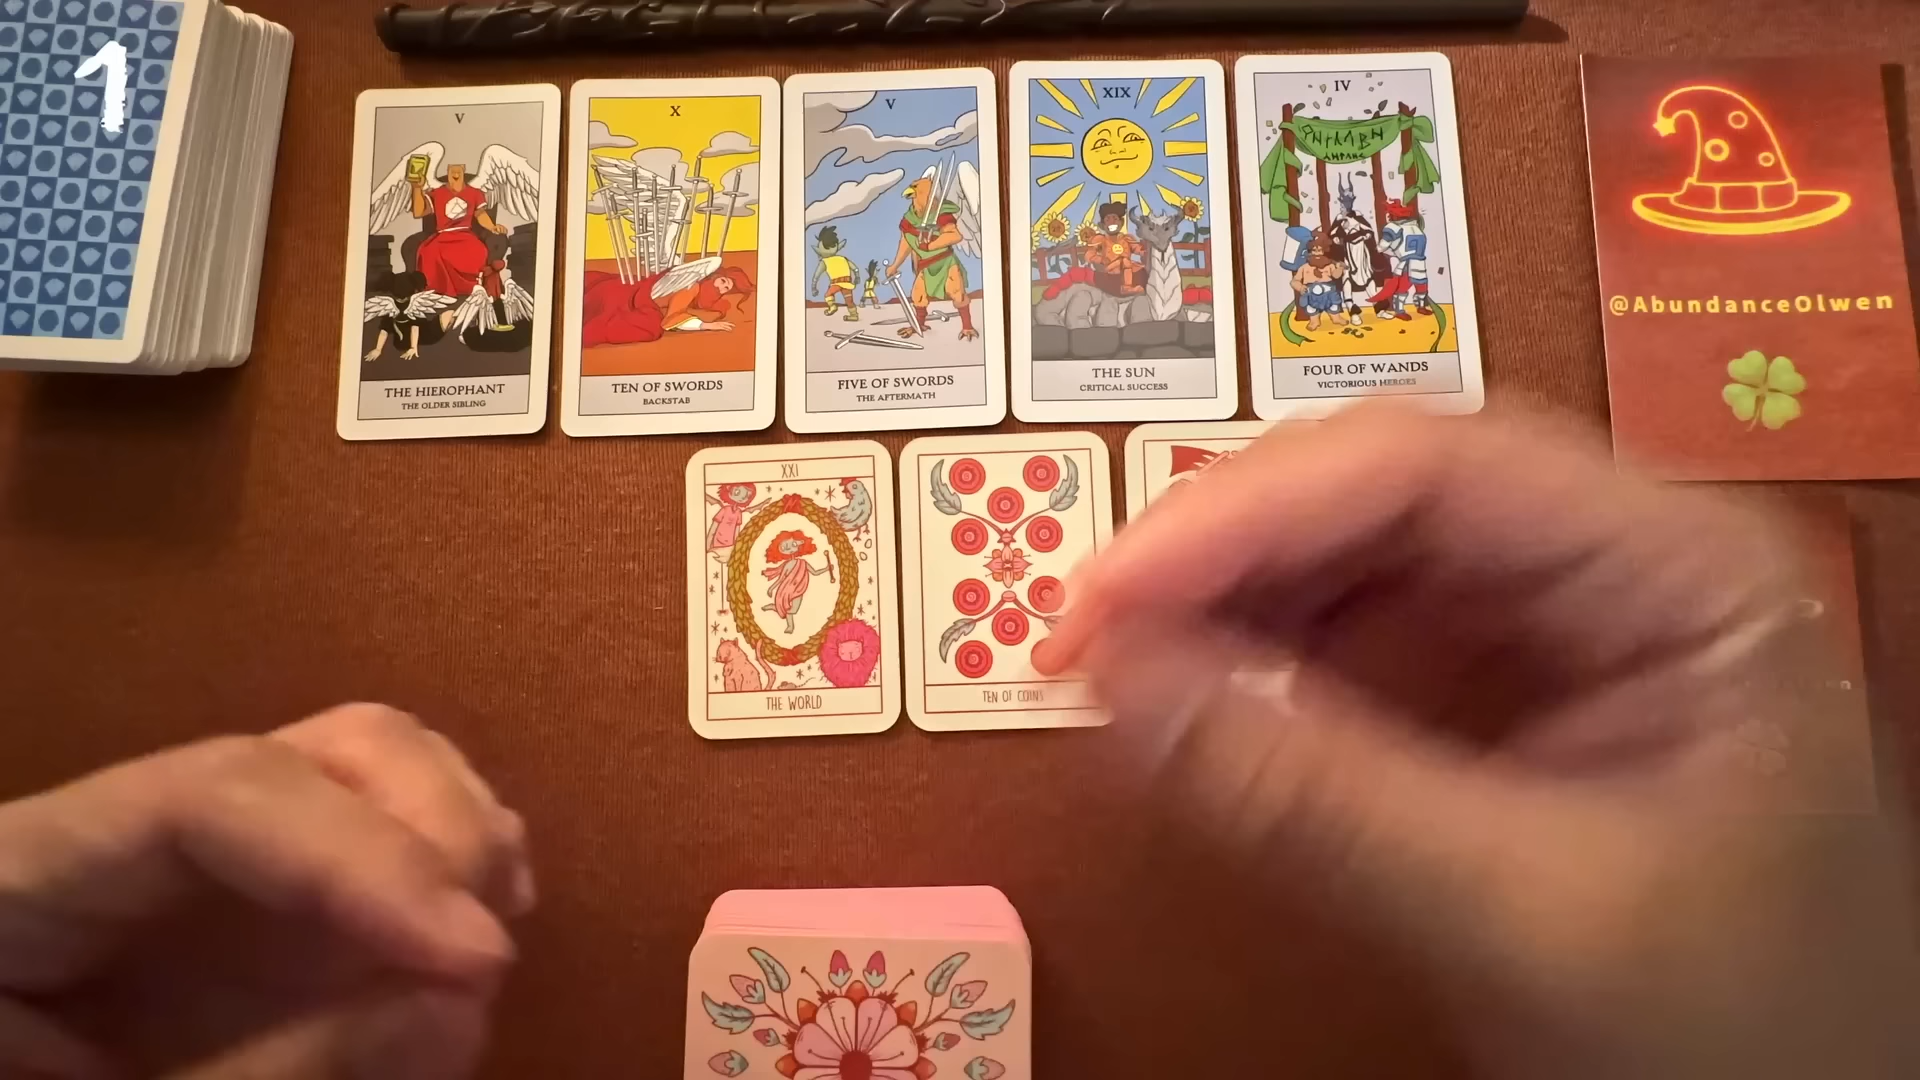 1
V
THE HIEROPHANT
THE OLDER SIBLING
X
TEN OF SWORDS
BACKSTAB
V
FIVE OF SWORDS
THE AFTERMATH
XIX
THE SUN
CRITICAL SUCCESS
IV
FOUR OF WANDS
VICTORIOUS HEROES
@AbundanceOlwen
XXI
THE WORLD
TEN OF COINS